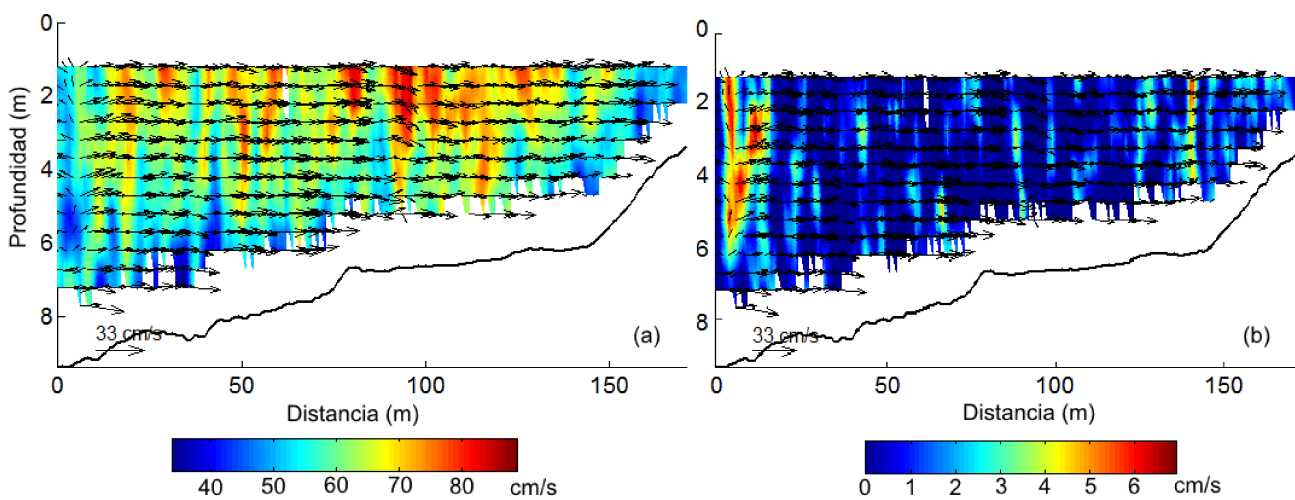 0
2
4
6
8
Profundidad (m)
33 cm/s
(a)
0 50 100 150
Distancia (m)
40 50 60 70 80 cm/s
0
2
4
6
8
33 cm/s
(b)
0 50 100 150
Distancia (m)
0 1 2 3 4 5 6 cm/s